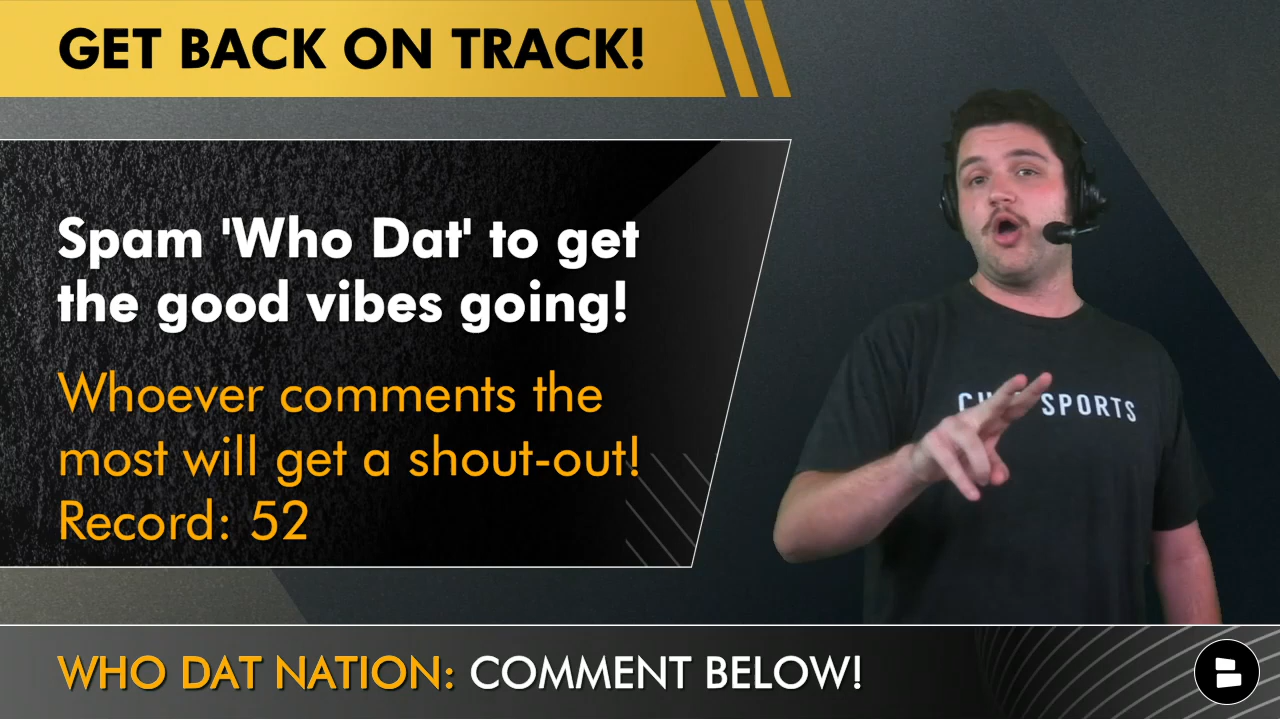 GET BACK ON TRACK!
Spam 'Who Dat' to get
the good vibes going!
Whoever comments the
most will get a shout-out!
Record: 52
SPORTS
WHO DAT NATION: COMMENT BELOW!